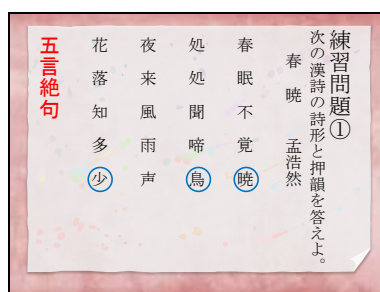 練習問題①
次の漢詩の詩形と押韻を答えよ。
春暁　孟浩然
春眠不覚暁
処処聞啼鳥
夜来風雨声
花落知多少
五言絶句